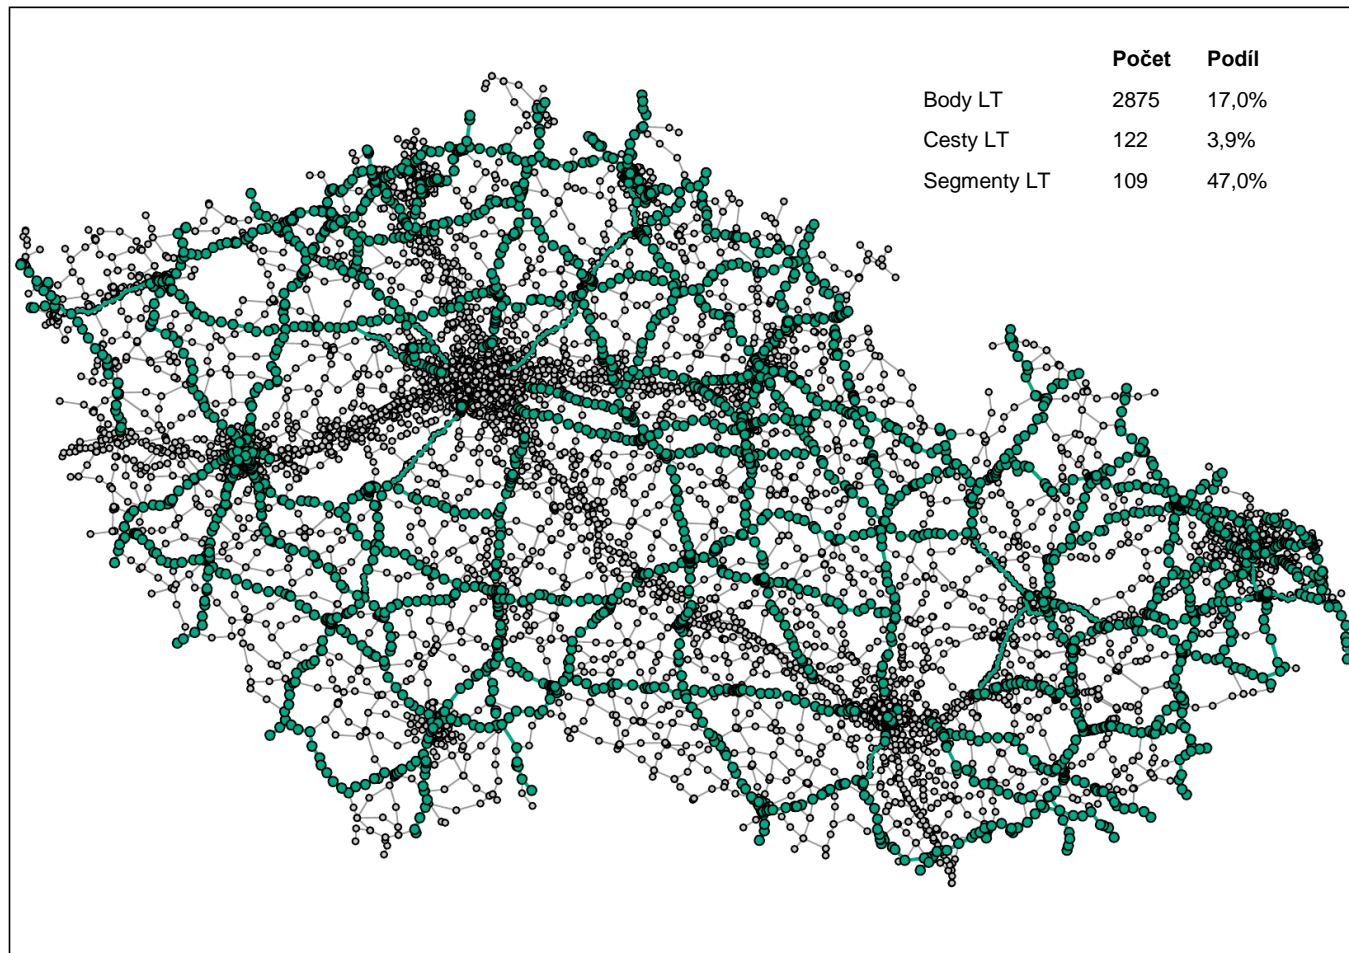 Počet Podíl
Body LT 2875 17,0%
Cesty LT 122 3,9%
Segmenty LT 109 47,0%